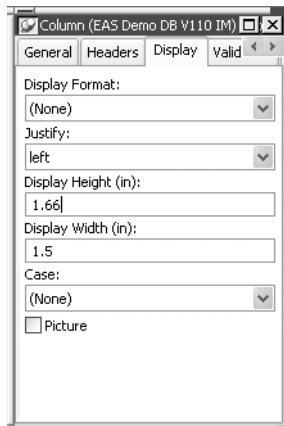 Column (EAS Demo DB V110 IM)
General Headers Display Valid
Display Format:
(None)
Justify:
left
Display Height (in):
1.66
Display Width (in):
1.5
Case:
(None)
Picture